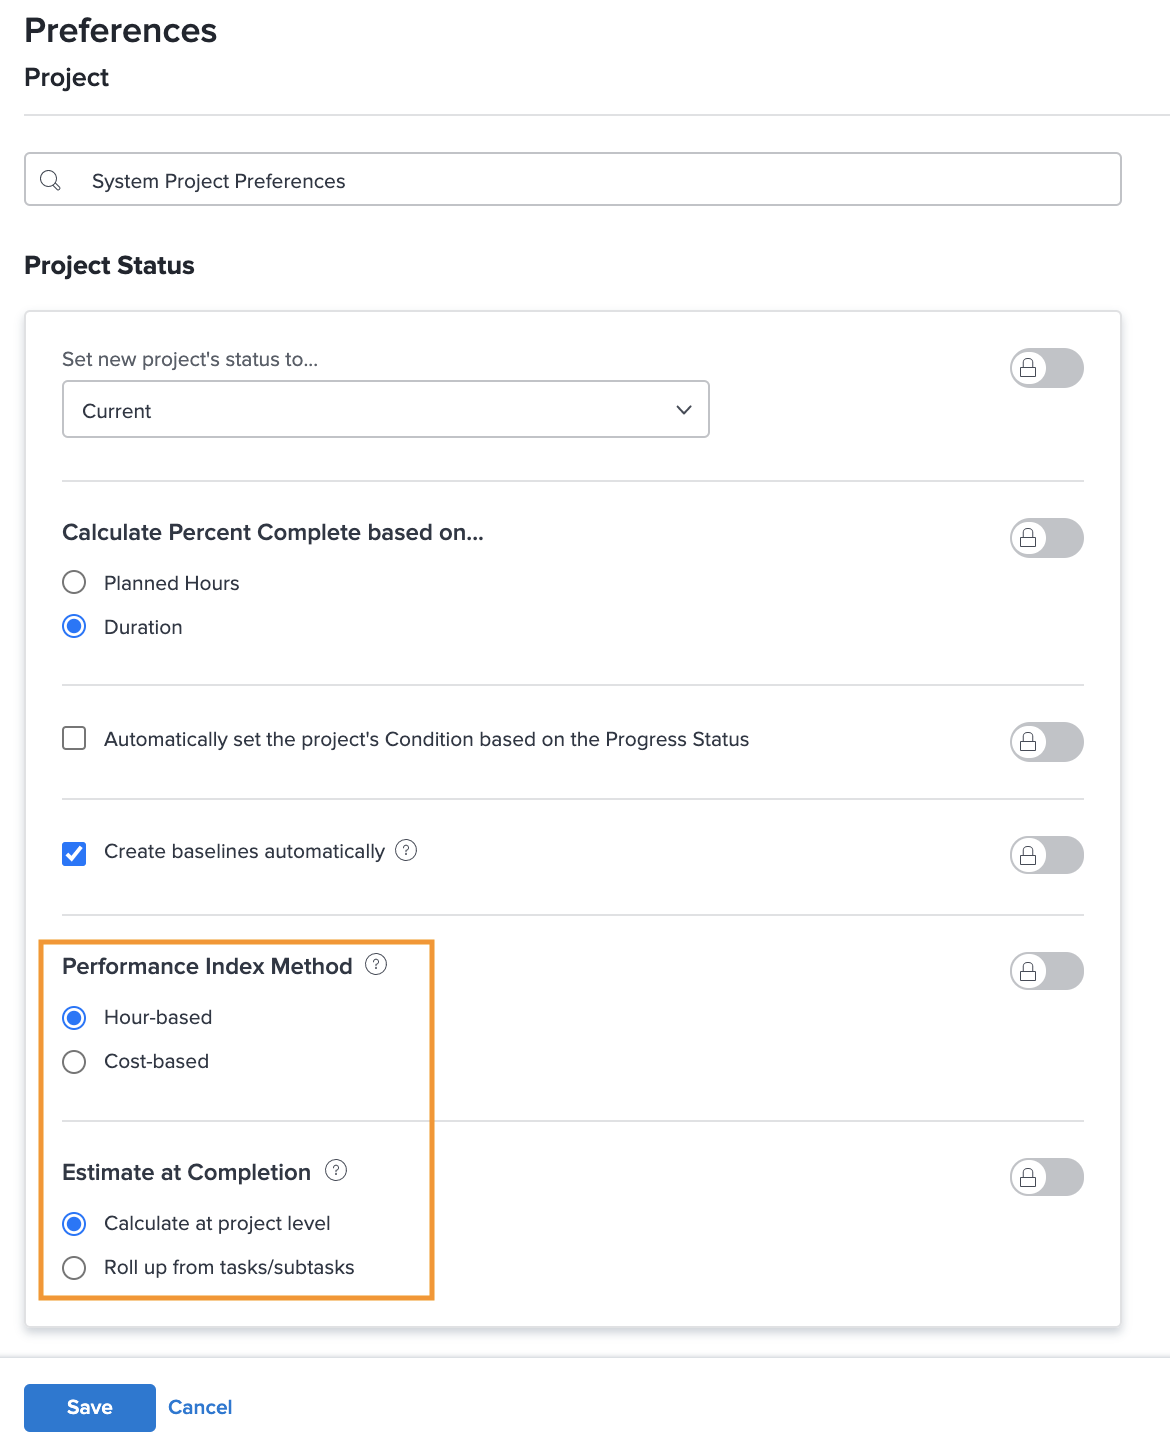 Preferences
Project
System Project Preferences
Project Status
Set new project's status to...
Current
Calculate Percent Complete based on...
Planned Hours
Duration
Automatically set the project's Condition based on the Progress Status
Create baselines automatically ?
Performance Index Method ?
Hour-based
Cost-based
Estimate at Completion ?
Calculate at project level
Roll up from tasks/subtasks
Save Cancel